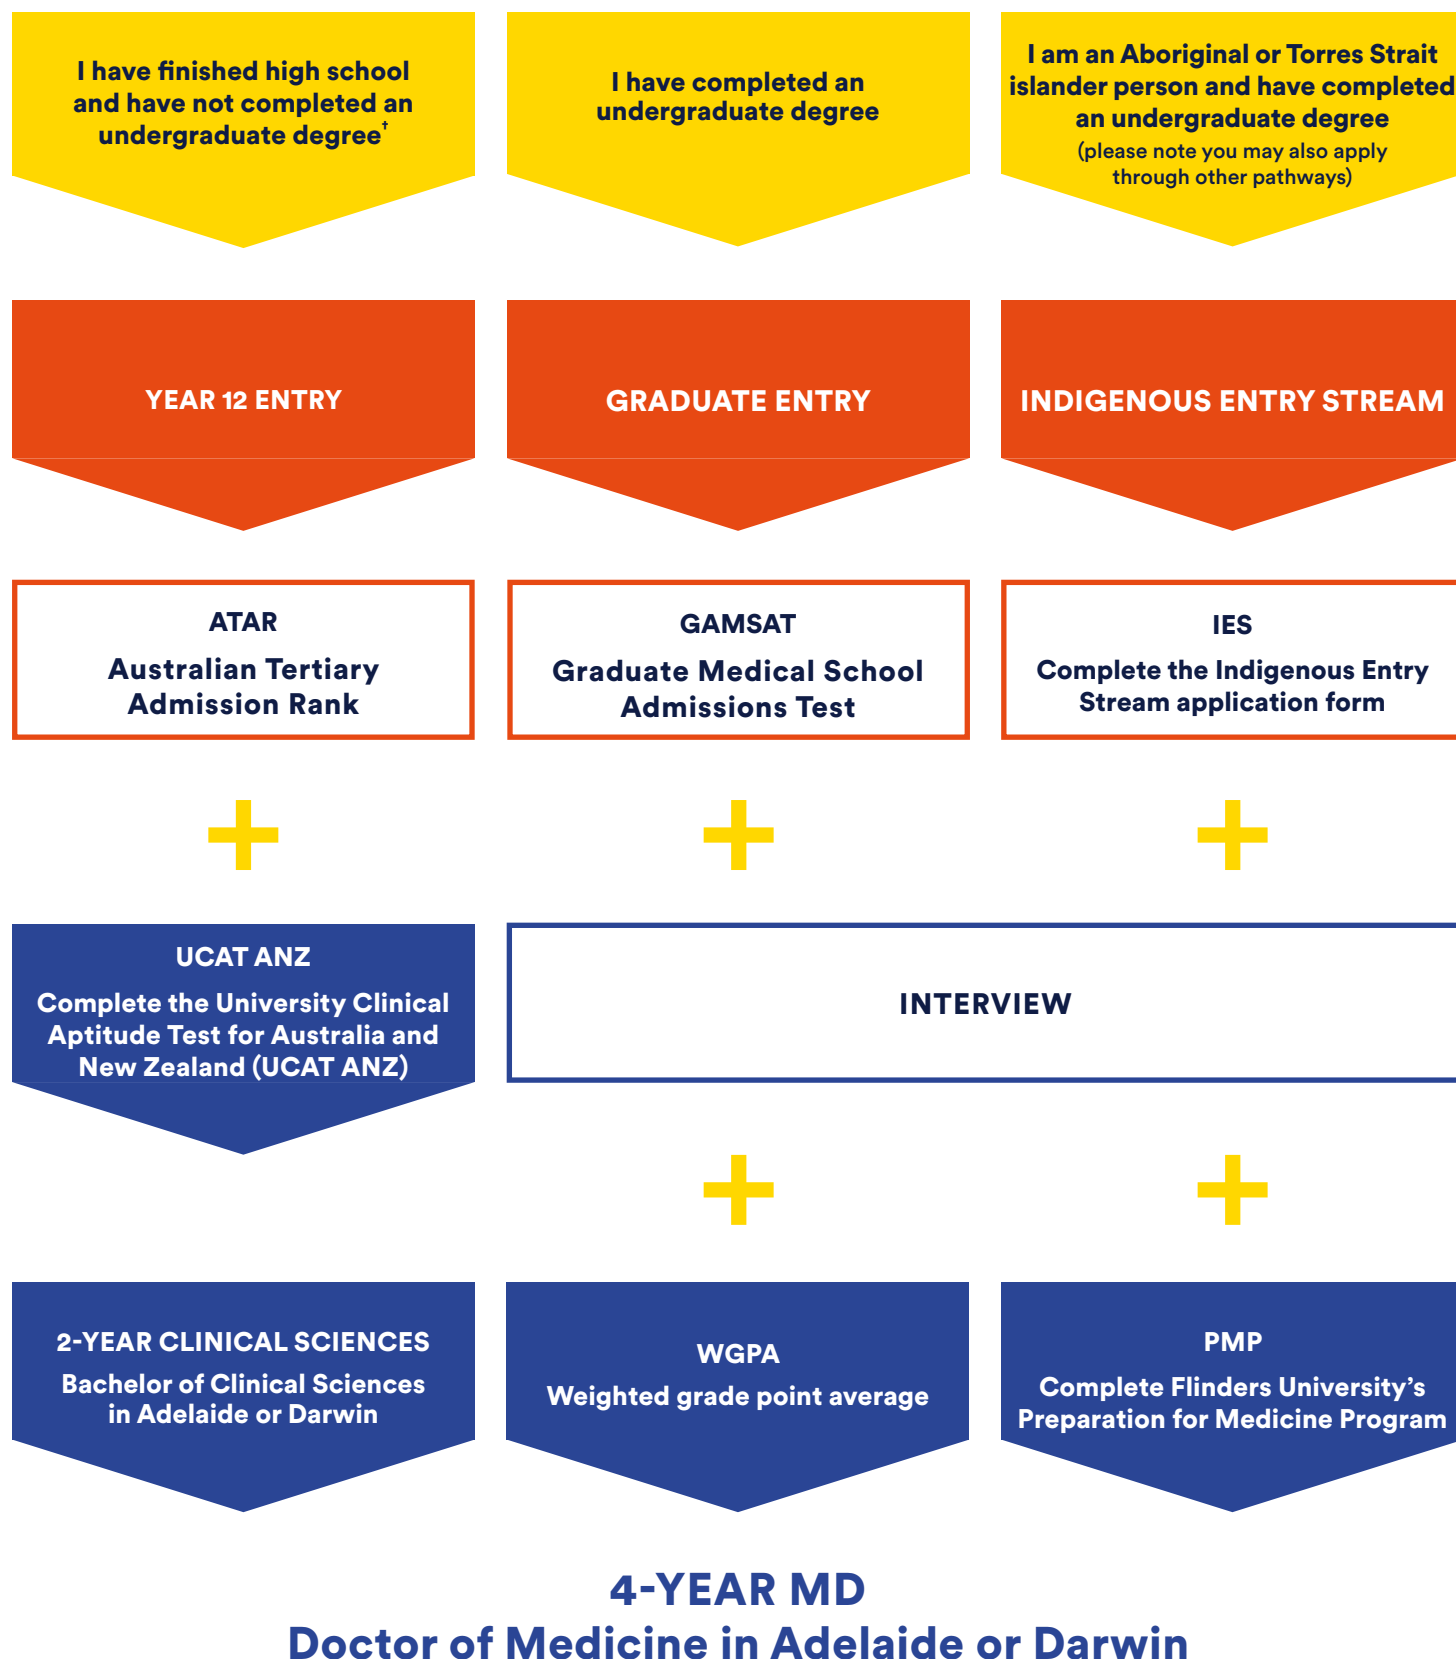 I have finished high school
and have not completed an
undergraduate degree†
I have completed an
undergraduate degree
I am an Aboriginal or Torres Strait
islander person and have completed
an undergraduate degree
(please note you may also apply
through other pathways)
YEAR 12 ENTRY
GRADUATE ENTRY
INDIGENOUS ENTRY STREAM
ATAR
Australian Tertiary
Admission Rank
GAMSAT
Graduate Medical School
Admissions Test
IES
Complete the Indigenous Entry
Stream application form
+
+
+
UCAT ANZ
Complete the University Clinical
Aptitude Test for Australia and
New Zealand (UCAT ANZ)
INTERVIEW
+
+
2-YEAR CLINICAL SCIENCES
Bachelor of Clinical Sciences
in Adelaide or Darwin
WGPA
Weighted grade point average
PMP
Complete Flinders University’s
Preparation for Medicine Program
4-YEAR MD
Doctor of Medicine in Adelaide or Darwin